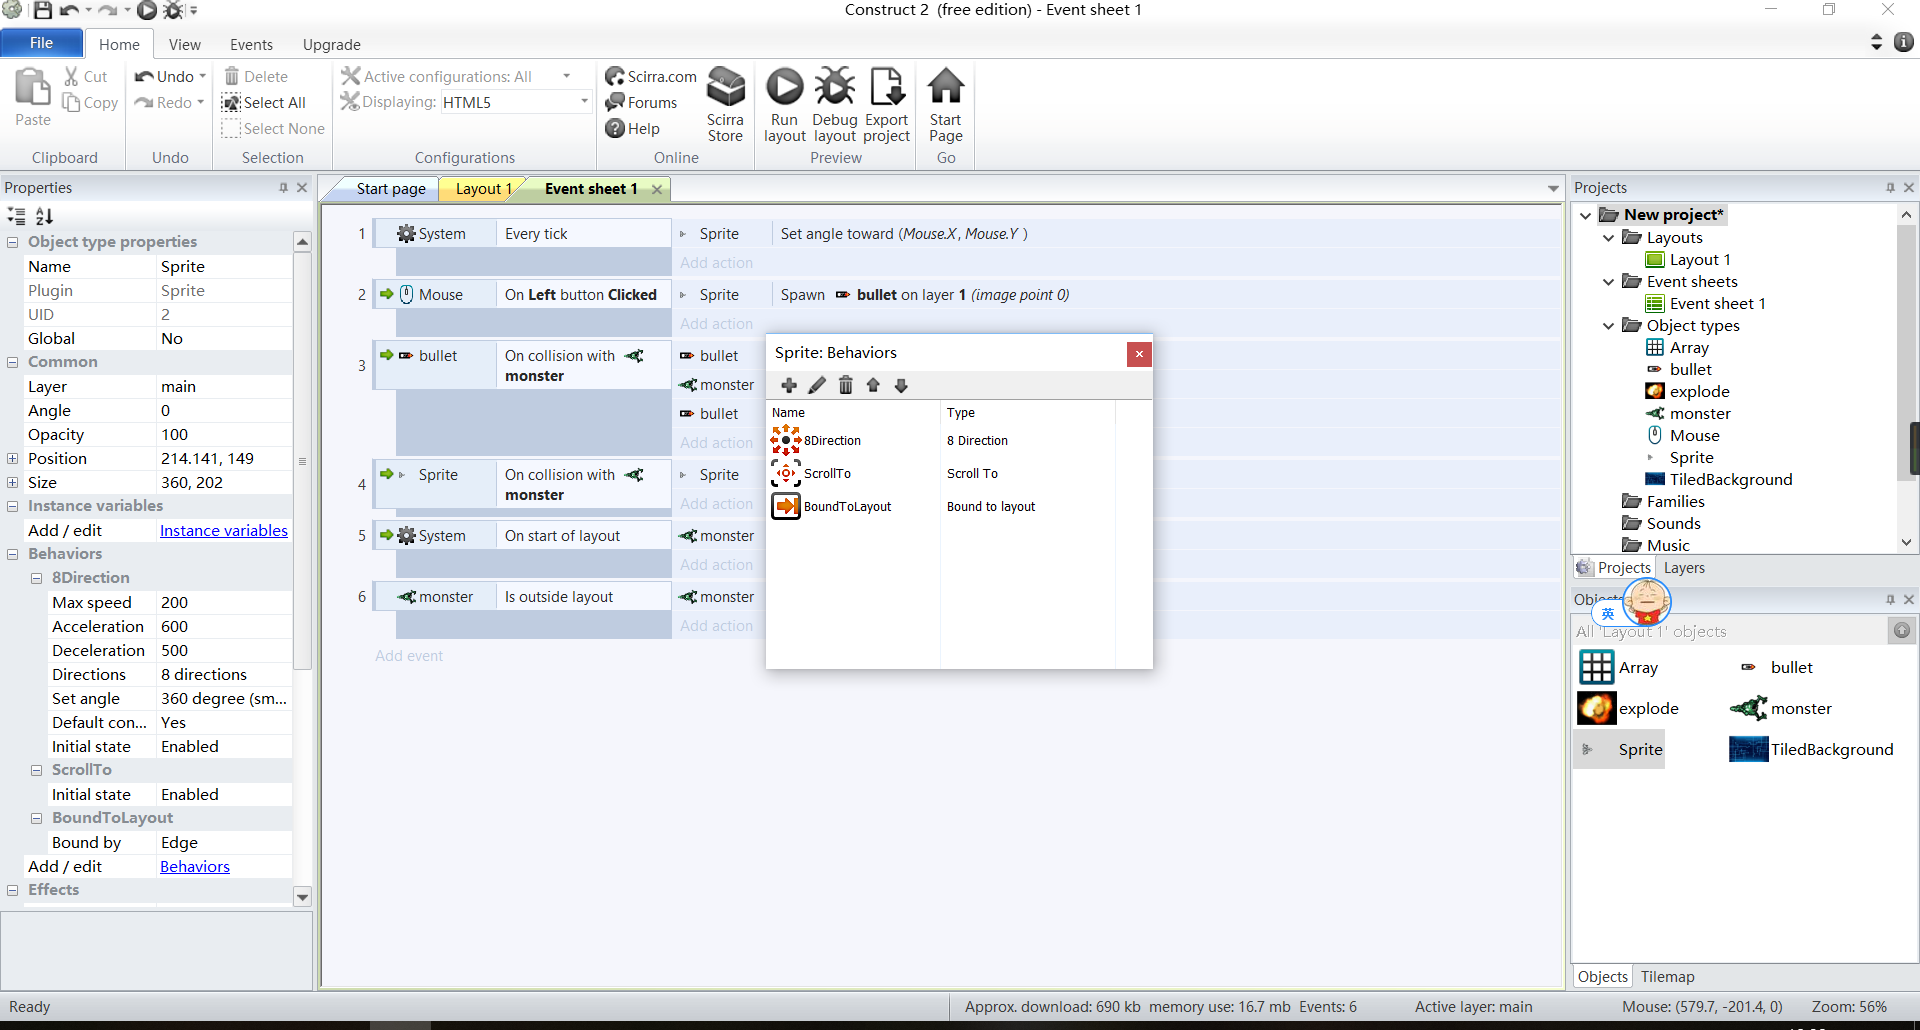 Construct 2  (free edition) - Event sheet 1
File
Home
View
Events
Upgrade
Paste
Cut
Copy
Clipboard
Undo
Redo
Undo
Delete
Select All
Select None
Selection
Active configurations: All
Displaying:
HTML5
Configurations
Scirra.com
Forums
Help
Scirra
Store
Online
Run
layout
Debug
layout
Export
project
Preview
Start
Page
Go
Properties
Object type properties
Name Sprite
Plugin Sprite
UID 2
Global No
Common
Layer main
Angle 0
Opacity 100
Position 214.141, 149
Size 360, 202
Instance variables
Add / edit Instance variables
Behaviors
8Direction
Max speed 200
Acceleration 600
Deceleration 500
Directions 8 directions
Set angle 360 degree (sm...
Default con... Yes
Initial state Enabled
ScrollTo
Initial state Enabled
BoundToLayout
Bound by Edge
Add / edit Behaviors
Effects
Start page
Layout 1
Event sheet 1
1 System Every tick Sprite Set angle toward (Mouse.X, Mouse.Y )
Add action
2 Mouse On Left button Clicked Sprite Spawn bullet on layer 1 (image point 0)
Add action
3 bullet On collision with
monster
bullet
monster
bullet
Add action
4 Sprite On collision with
monster
Sprite
Add action
5 System On start of layout monster
Add action
6 monster Is outside layout monster
Add action
Add event
Sprite: Behaviors
Name Type
8Direction 8 Direction
ScrollTo Scroll To
BoundToLayout Bound to layout
Projects
New project*
Layouts
Layout 1
Event sheets
Event sheet 1
Object types
Array
bullet
explode
monster
Mouse
Sprite
TiledBackground
Families
Sounds
Music
Projects
Layers
英
All 'Layout 1' objects
Array
bullet
explode
monster
Sprite
TiledBackground
Objects
Tilemap
Ready
Approx. download: 690 kb  memory use: 16.7 mb  Events: 6
Active layer: main
Mouse: (579.7, -201.4, 0)
Zoom: 56%